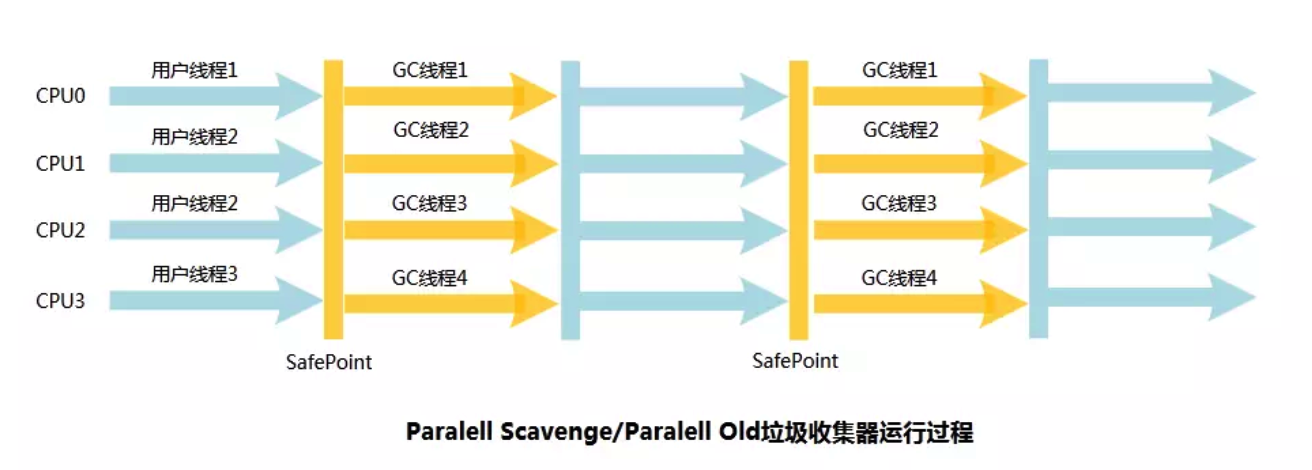 用户线程1 GC线程1 GC线程1
CPU0
用户线程2 GC线程2 GC线程2
CPU1
用户线程2 GC线程3 GC线程3
CPU2
用户线程3 GC线程4 GC线程4
CPU3
SafePoint SafePoint
Paralell Scavenge/Paralell Old垃圾收集器运行过程